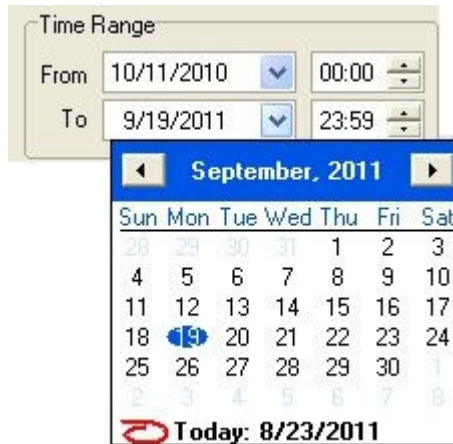 Time Range
From 10/11/2010 00:00
To 9/19/2011 23:59
September, 2011
Sun Mon Tue Wed Thu Fri Sat
28 29 30 31 1 2 3
4 5 6 7 8 9 10
11 12 13 14 15 16 17
18 19 20 21 22 23 24
25 26 27 28 29 30 1
2 3 4 5 6 7 8
Today: 8/23/2011